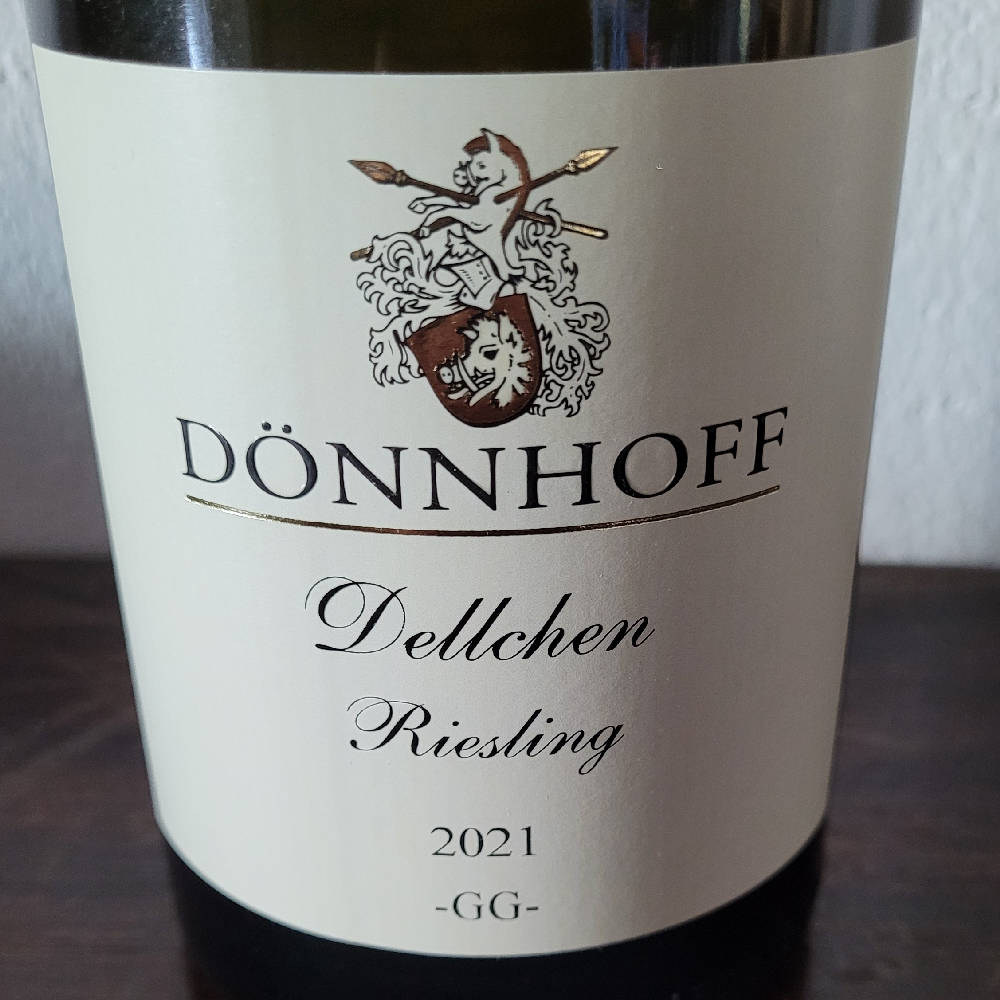 DÖNNHOFF
Dellchen
Riesling
2021
-GG-